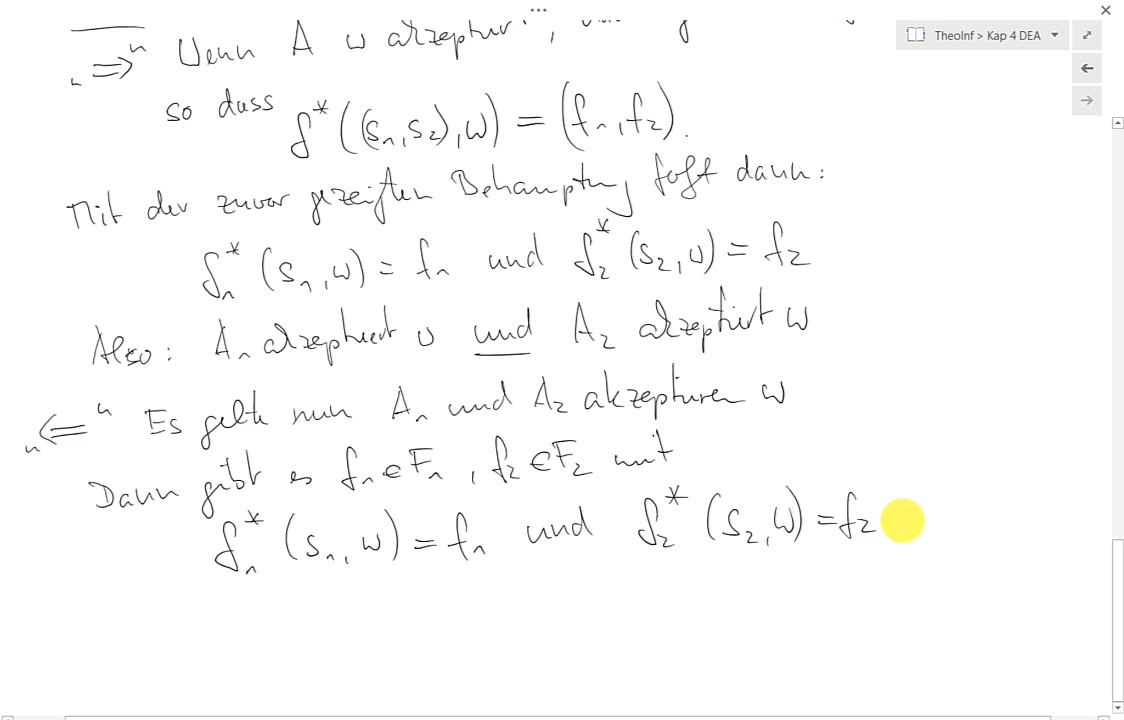 TheoInf > Kap 4 DEA
"⇒" Wenn A w akzeptiert,
so dass
δ*((s₁,s₂),w) = (f₁,f₂).
Mit der zuvor gezeigten Behauptung folgt dann:
δ₁*(s₁,w) = f₁ und δ₂*(s₂,w) = f₂
Also: A₁ akzeptiert w und A₂ akzeptiert w
"⇐" Es gelte nun A₁ und A₂ akzeptieren w
Dann gibt es f₁∈F₁, f₂∈F₂ mit
δ₁*(s₁,w) = f₁ und δ₂*(s₂,w) = f₂